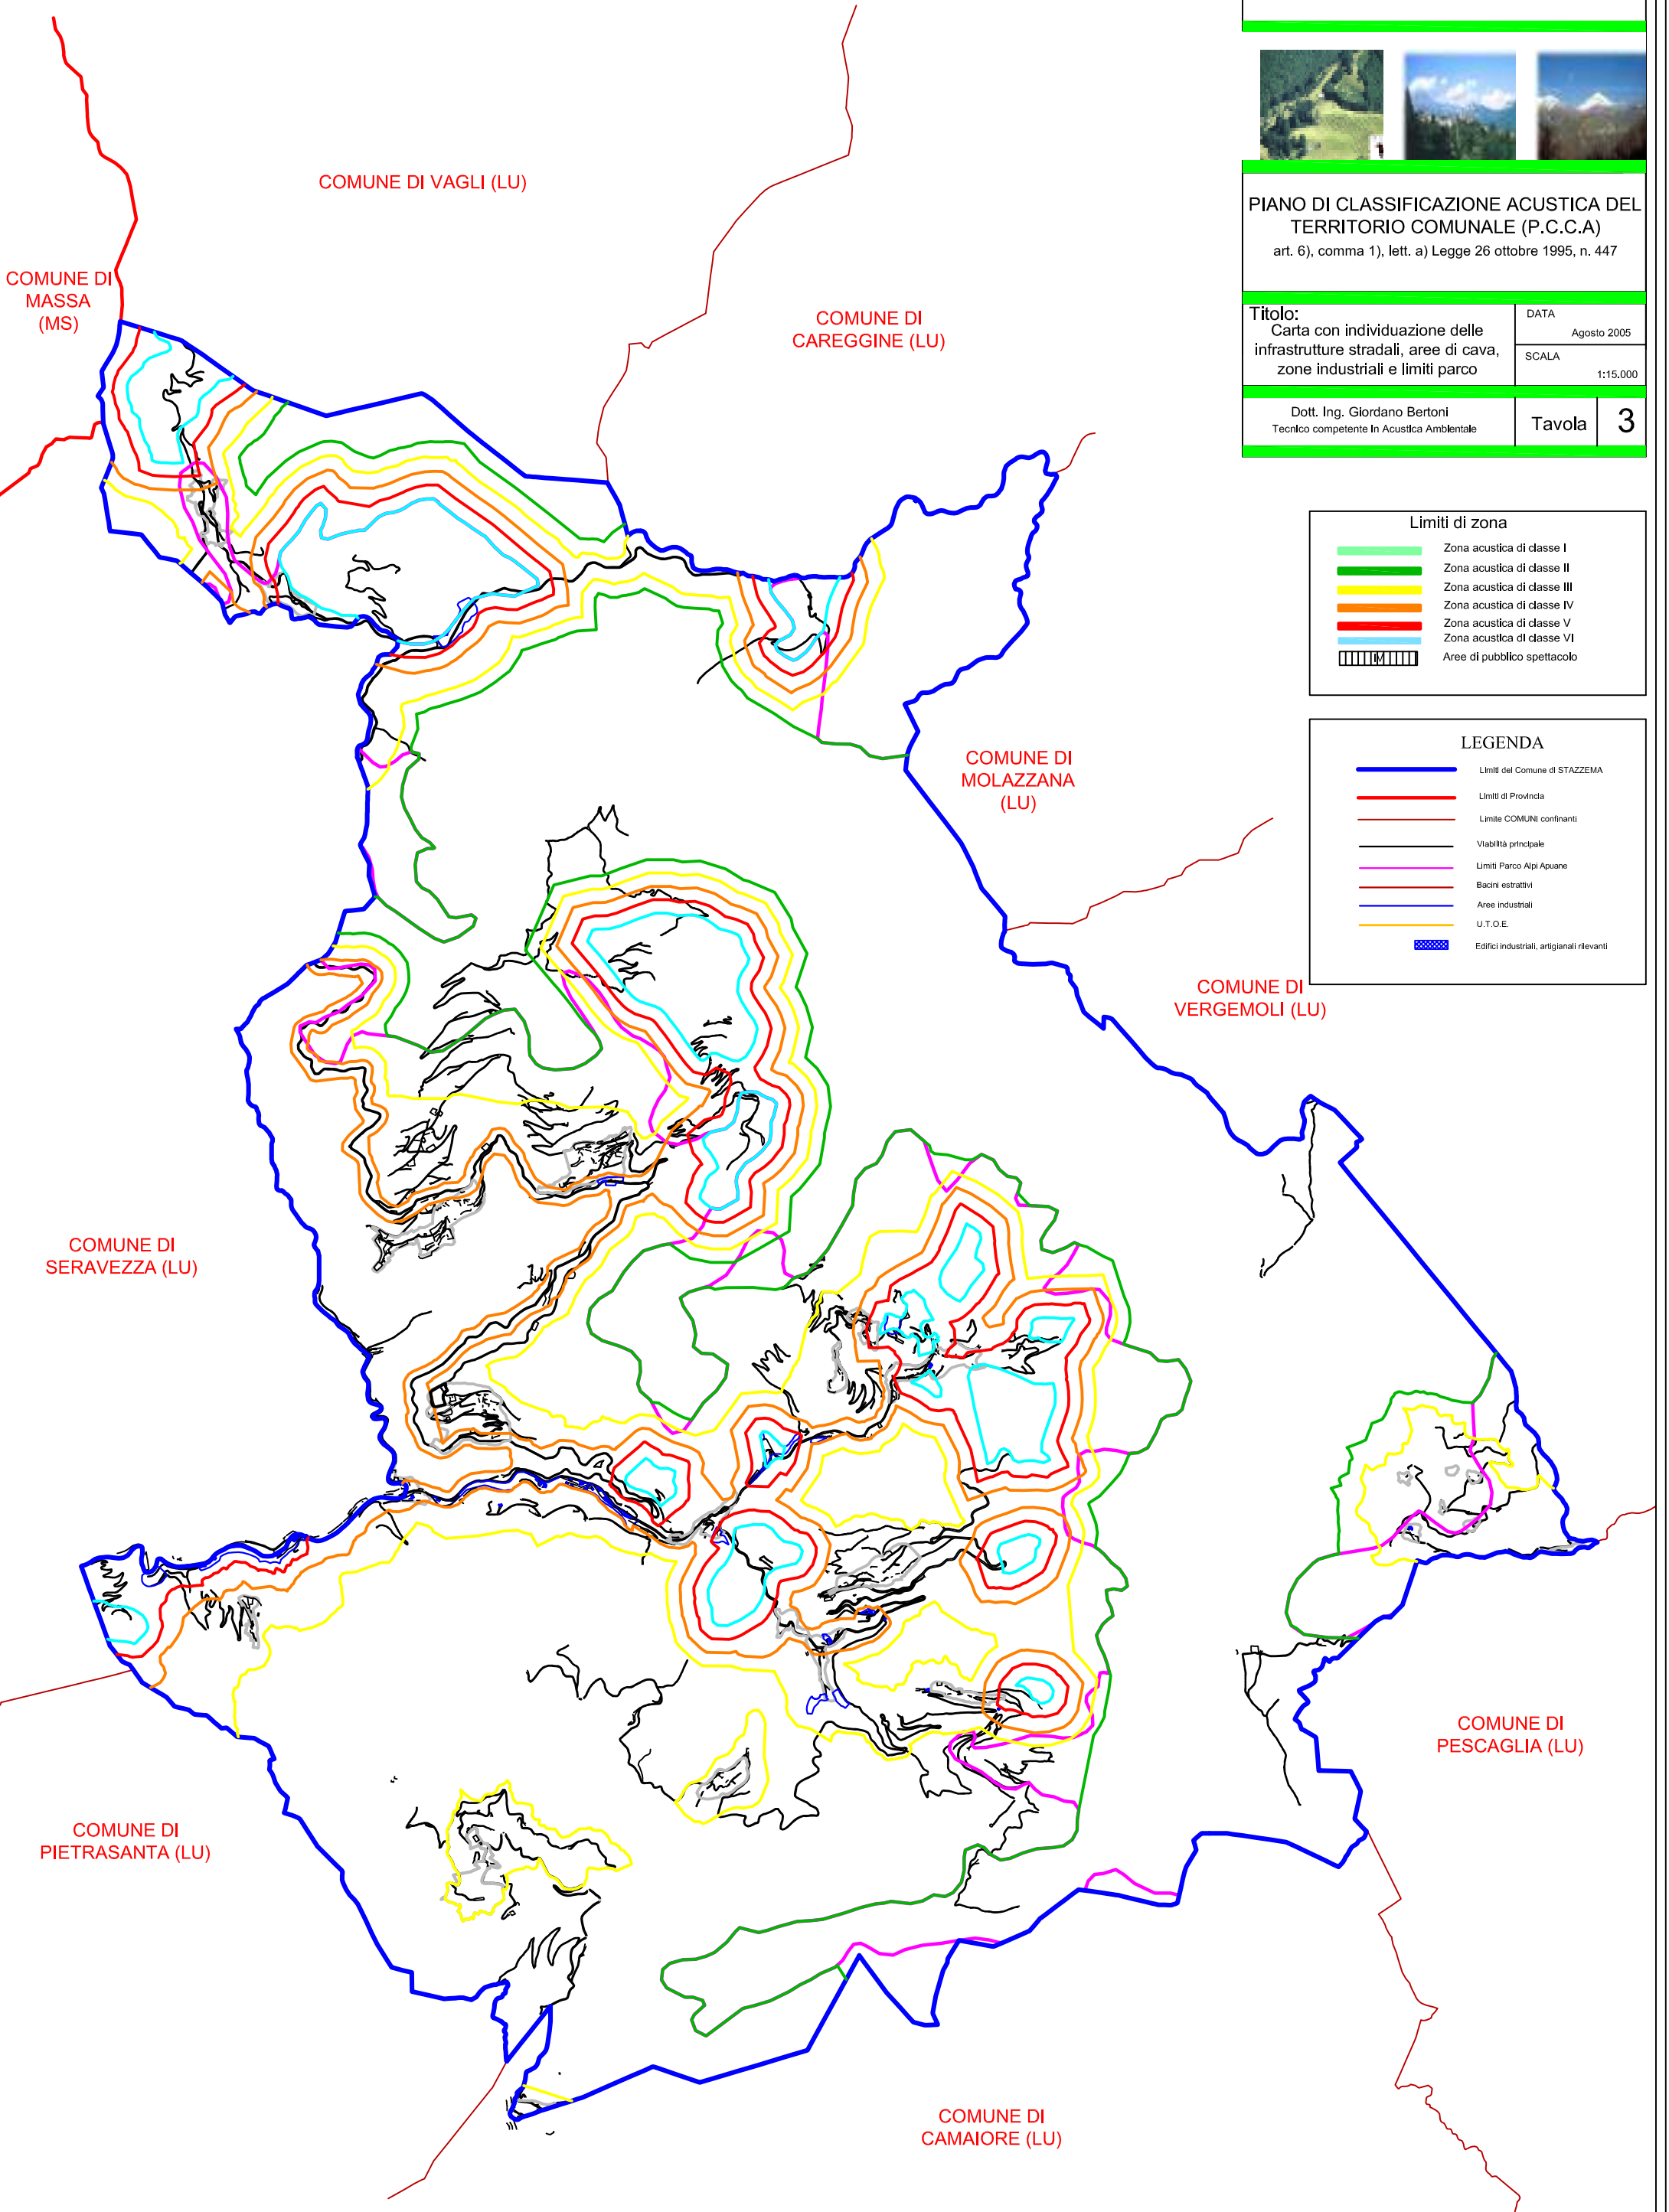 PIANO DI CLASSIFICAZIONE ACUSTICA DEL
TERRITORIO COMUNALE (P.C.C.A)
art. 6), comma 1), lett. a) Legge 26 ottobre 1995, n. 447
Titolo:
Carta con individuazione delle
infrastrutture stradali, aree di cava,
zone industriali e limiti parco
DATA
Agosto 2005
SCALA
1:15.000
Dott. Ing. Giordano Bertoni
Tecnico competente in Acustica Ambientale
Tavola
3
Limiti di zona
Zona acustica di classe I
Zona acustica di classe II
Zona acustica di classe III
Zona acustica di classe IV
Zona acustica di classe V
Zona acustica di classe VI
IV
Aree di pubblico spettacolo
LEGENDA
Limiti del Comune di STAZZEMA
Limiti di Provincia
Limite COMUNI confinanti
Viabilità principale
Limiti Parco Alpi Apuane
Bacini estrattivi
Aree industriali
U.T.O.E.
Edifici industriali, artigianali rilevanti
COMUNE DI VAGLI (LU)
COMUNE DI
MASSA
(MS)
COMUNE DI
CAREGGINE (LU)
COMUNE DI
MOLAZZANA
(LU)
COMUNE DI
VERGEMOLI (LU)
COMUNE DI
SERAVEZZA (LU)
COMUNE DI
PESCAGLIA (LU)
COMUNE DI
PIETRASANTA (LU)
COMUNE DI
CAMAIORE (LU)